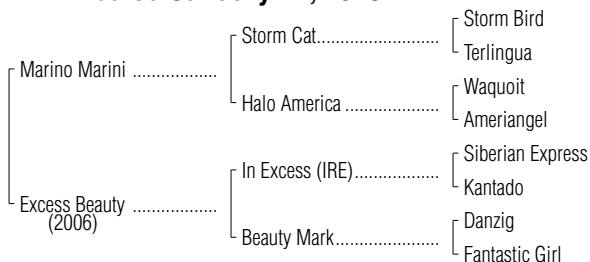 Storm Bird
Storm Cat..............................
Terlingua
Marino Marini .....................
Waquoit
Halo America .......................
Ameriangel
Siberian Express
In Excess (IRE).....................
Kantado
Excess Beauty .....................
(2006)
Danzig
Beauty Mark..........................
Fantastic Girl